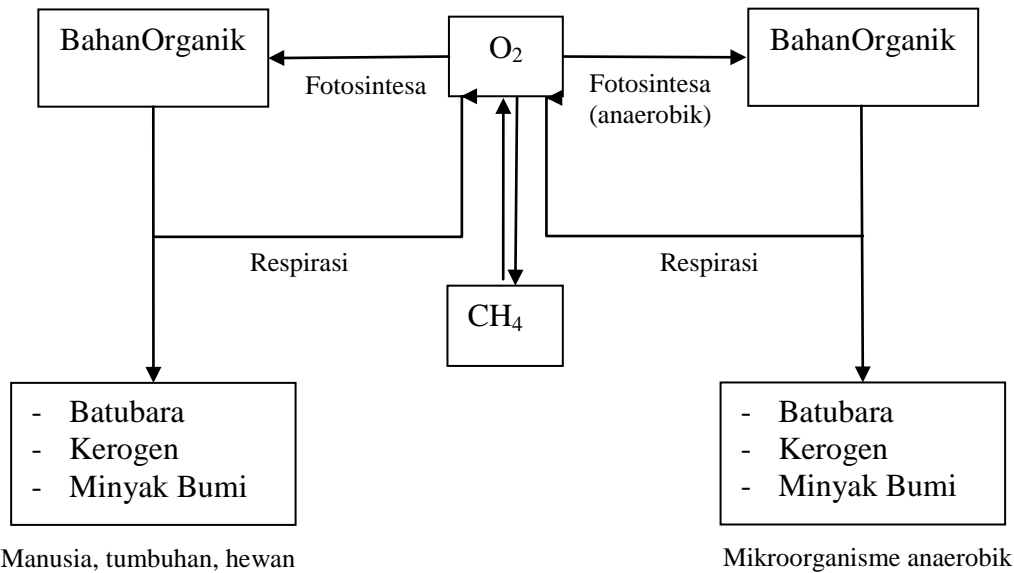 BahanOrganik
O₂
BahanOrganik
Fotosintesa
Fotosintesa
(anaerobik)
Respirasi
Respirasi
CH₄
- Batubara
- Kerogen
- Minyak Bumi
- Batubara
- Kerogen
- Minyak Bumi
Manusia, tumbuhan, hewan
Mikroorganisme anaerobik